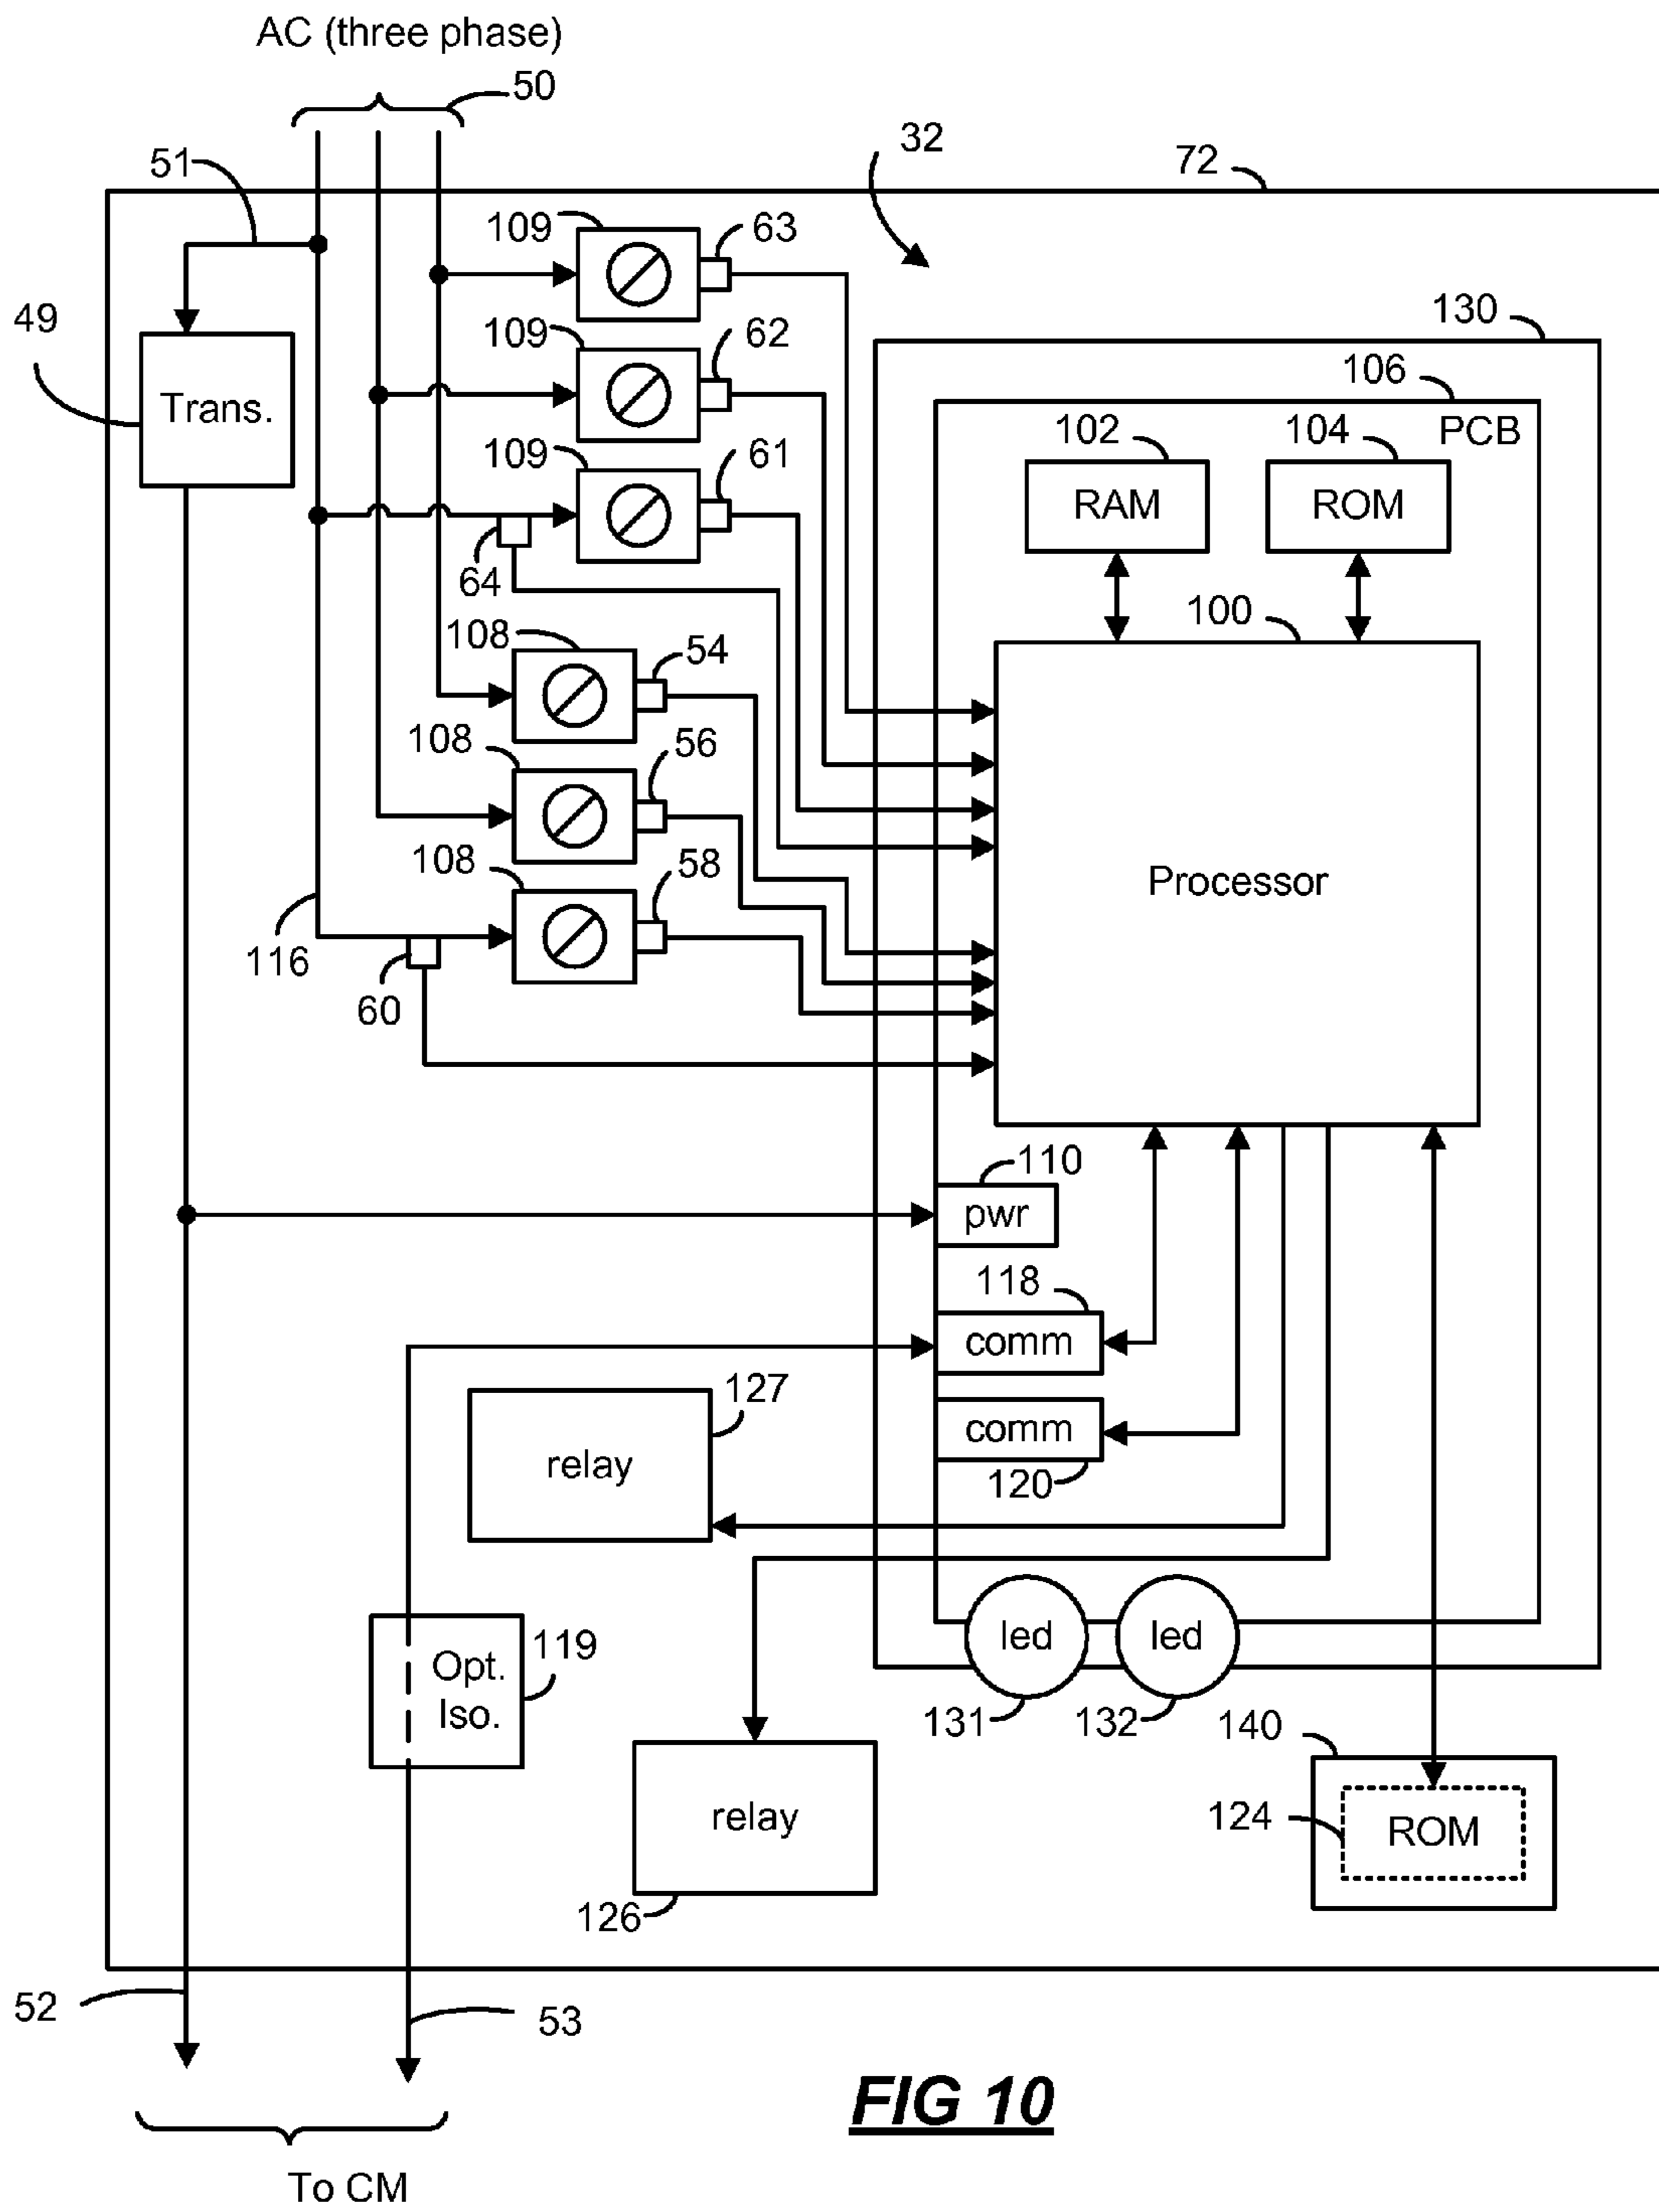 AC (three phase)
50
51
32
72
109
63
49
130
109
62
106
Trans.
102
104
PCB
109
61
RAM
ROM
64
100
108
54
108
56
Processor
108
58
116
60
110
pwr
118
comm
127
comm
relay
120
119
Opt.
Iso.
led
led
131
132
140
relay
124
ROM
126
52
53
FIG 10
To CM